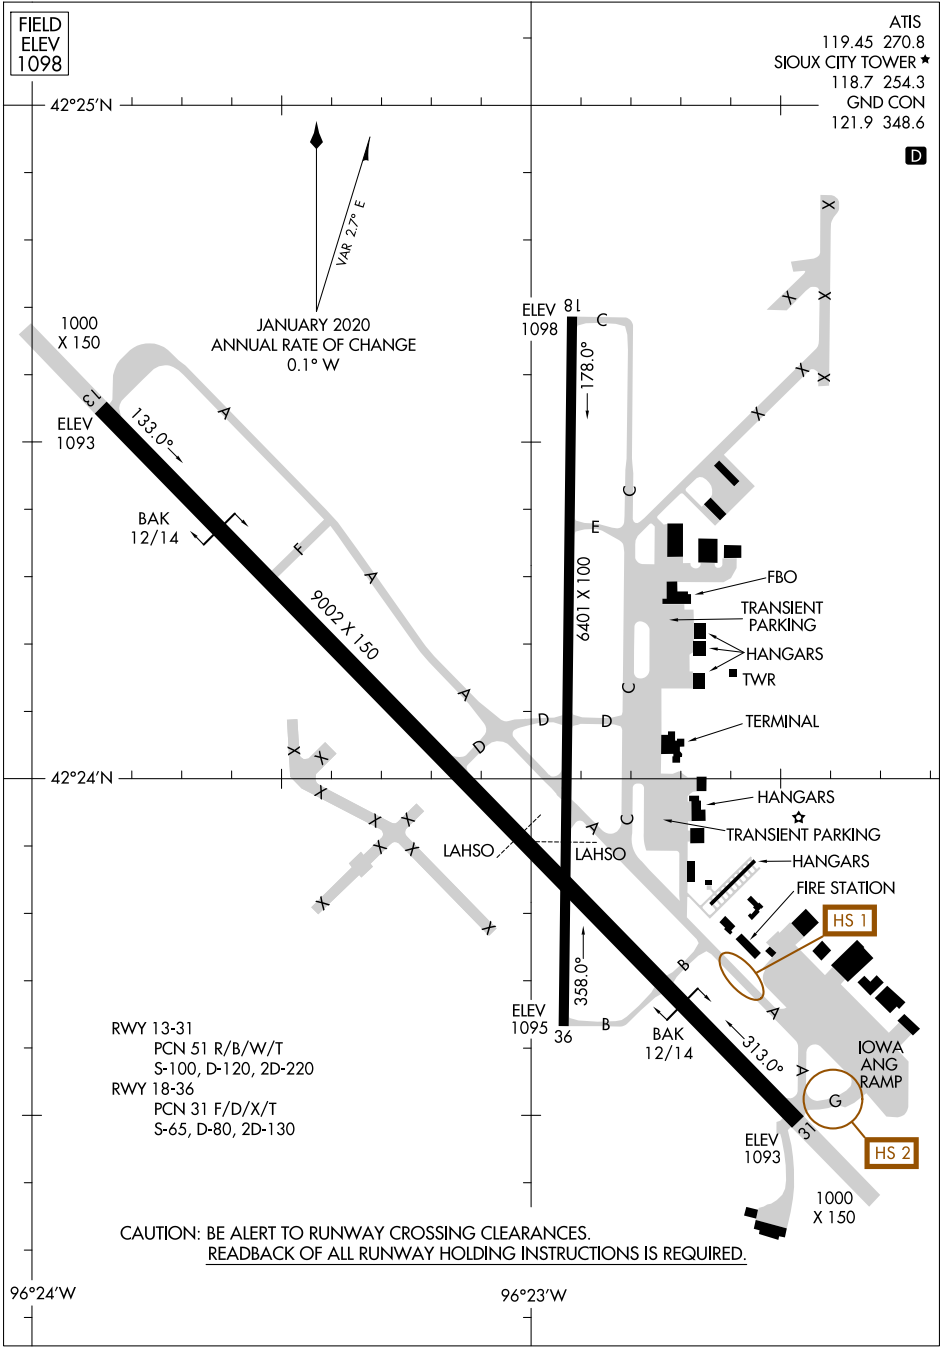 FIELD
ELEV
1098
ATIS
119.45 270.8
SIOUX CITY TOWER
118.7 254.3
GND CON
121.9 348.6
D
42°25'N
VAR 2.7° E
JANUARY 2020
ANNUAL RATE OF CHANGE
0.1° W
X
X
X
X
X
X
X
1000
X 150
ELEV
1098
18
C
178.0°
13
ELEV
1093
133.0°
A
BAK
12/14
F
A
9002 X 150
C
E
6401 X 100
FBO
TRANSIENT
PARKING
HANGARS
TWR
C
A
D
D
D
TERMINAL
X
X
X
X
X
X
X
X
X
42°24'N
HANGARS
TRANSIENT PARKING
A
C
LAHSO
LAHSO
HANGARS
FIRE STATION
HS 1
B
358.0°
ELEV
1095
36
B
BAK
12/14
313.0°
A
A
IOWA
ANG
RAMP
G
HS 2
31
ELEV
1093
1000
X 150
RWY 13-31
PCN 51 R/B/W/T
S-100, D-120, 2D-220
RWY 18-36
PCN 31 F/D/X/T
S-65, D-80, 2D-130
CAUTION: BE ALERT TO RUNWAY CROSSING CLEARANCES.
READBACK OF ALL RUNWAY HOLDING INSTRUCTIONS IS REQUIRED.
96°24'W
96°23'W